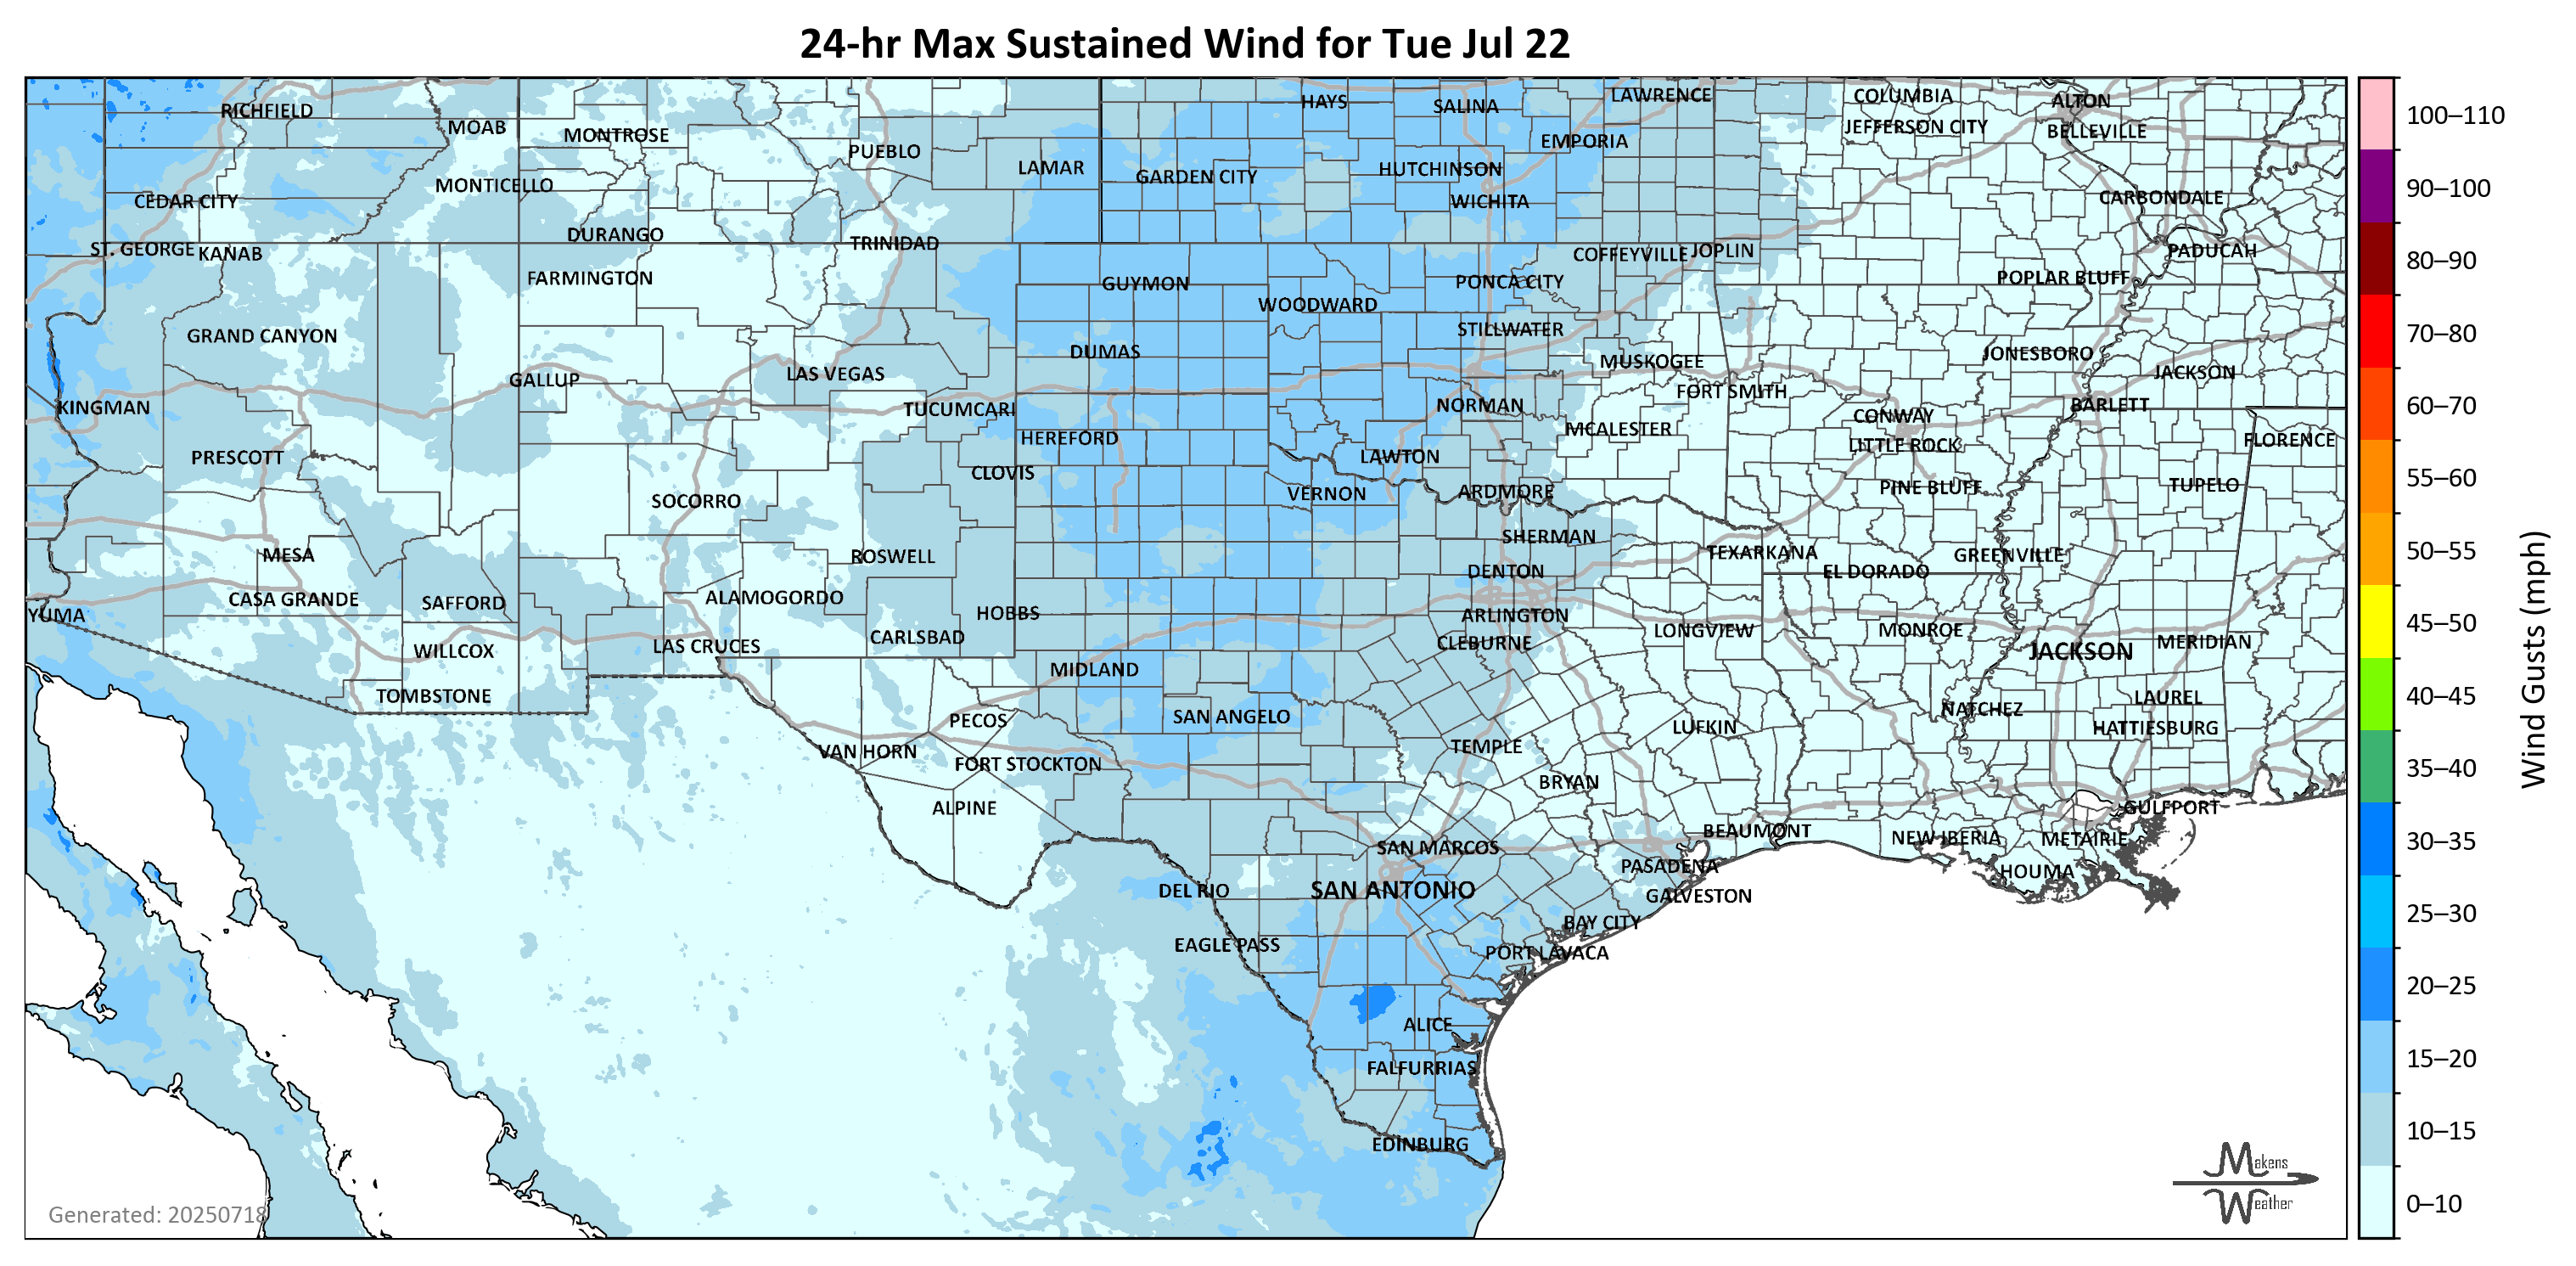 24-hr Max Sustained Wind for Tue Jul 22
RICHFIELD
MOAB
MONTROSE
PUEBLO
LAMAR
HAYS
SALINA
LAWRENCE
COLUMBIA
ALTON
JEFFERSON CITY
BELLEVILLE
EMPORIA
GARDEN CITY
HUTCHINSON
WICHITA
MONTICELLO
CEDAR CITY
CARBONDALE
ST. GEORGE
KANAB
DURANGO
TRINIDAD
COFFEYVILLE
JOPLIN
PADUCAH
FARMINGTON
GUYMON
WOODWARD
PONCA CITY
POPLAR BLUFF
GRAND CANYON
DUMAS
STILLWATER
MUSKOGEE
JONESBORO
GALLUP
LAS VEGAS
FORT SMITH
JACKSON
KINGMAN
TUCUMCARI
NORMAN
CONWAY
BARLETT
HEREFORD
MCALESTER
LITTLE ROCK
FLORENCE
PRESCOTT
CLOVIS
LAWTON
SOCORRO
VERNON
ARDMORE
PINE BLUFF
TUPELO
MESA
ROSWELL
SHERMAN
TEXARKANA
GREENVILLE
DENTON
EL DORADO
CASA GRANDE
SAFFORD
ALAMOGORDO
YUMA
HOBBS
ARLINGTON
WILLCOX
LAS CRUCES
CARLSBAD
CLEBURNE
LONGVIEW
MONROE
JACKSON
MERIDIAN
TOMBSTONE
MIDLAND
LAUREL
PECOS
SAN ANGELO
LUFKIN
NATCHEZ
HATTIESBURG
VAN HORN
FORT STOCKTON
TEMPLE
BRYAN
ALPINE
GULFPORT
BEAUMONT
NEW IBERIA
METAIRIE
SAN MARCOS
PASADENA
HOUMA
DEL RIO
SAN ANTONIO
GALVESTON
BAY CITY
EAGLE PASS
PORT LAVACA
ALICE
FALFURRIAS
EDINBURG
Generated: 20250718
Makens
Weather
100–110
90–100
80–90
70–80
60–70
55–60
50–55
45–50
40–45
35–40
30–35
25–30
20–25
15–20
10–15
0–10
Wind Gusts (mph)